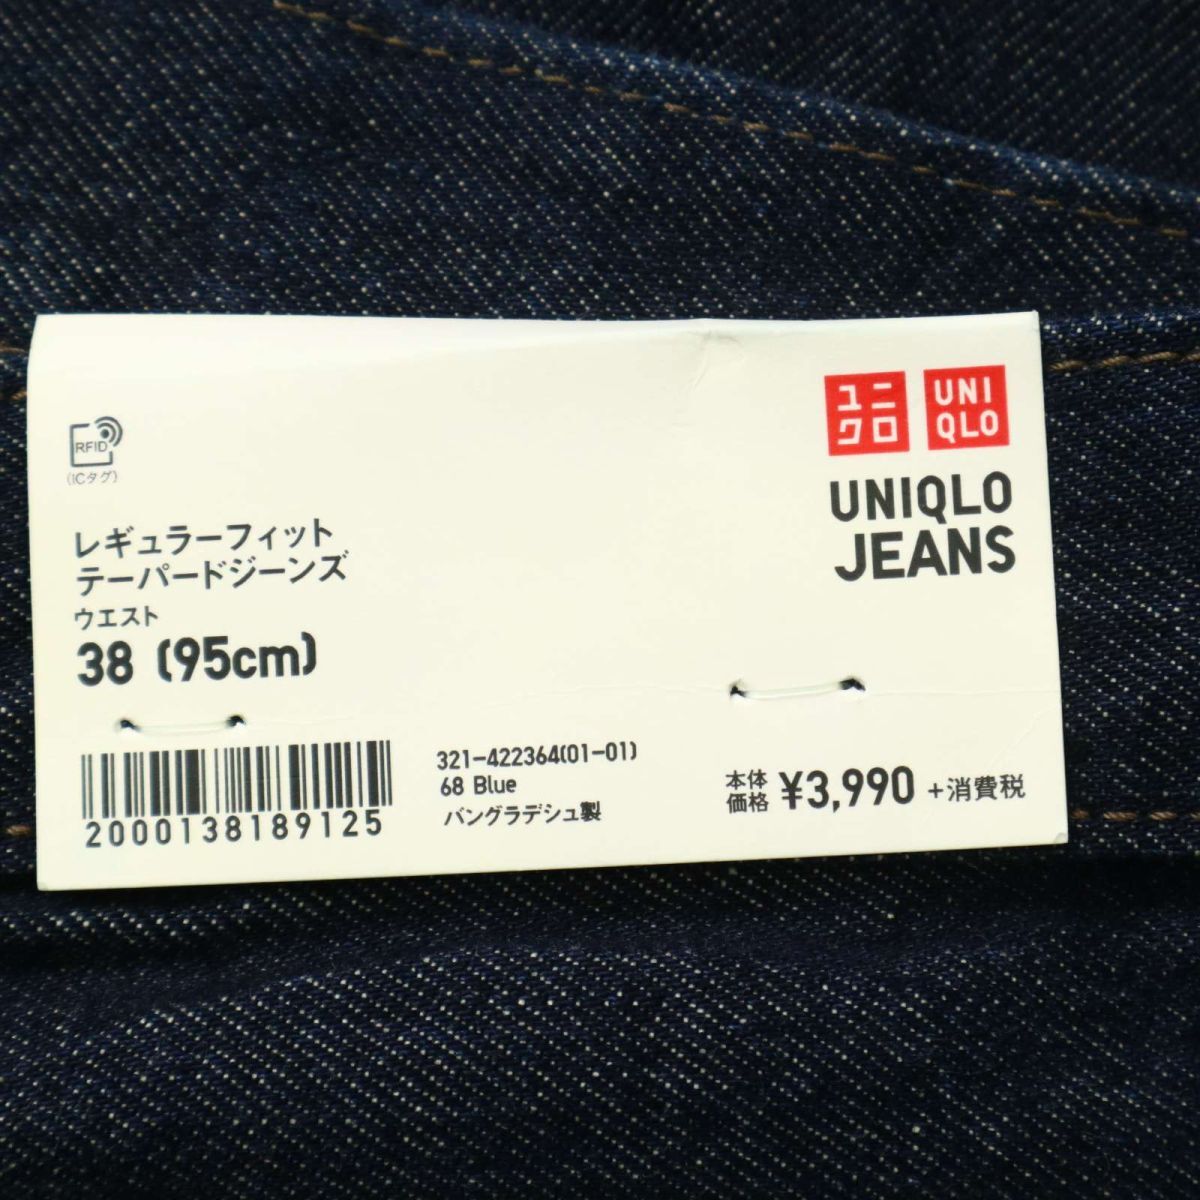 RFID
(ICタグ)
ユニ
クロ
UNI
QLO
UNIQLO
JEANS
レギュラーフィット
テーパードジーンズ
ウエスト
38 (95cm)
2000138189125
321-422364(01-01)
68 Blue
バングラデシュ製
本体
価格 ¥3,990 +消費税